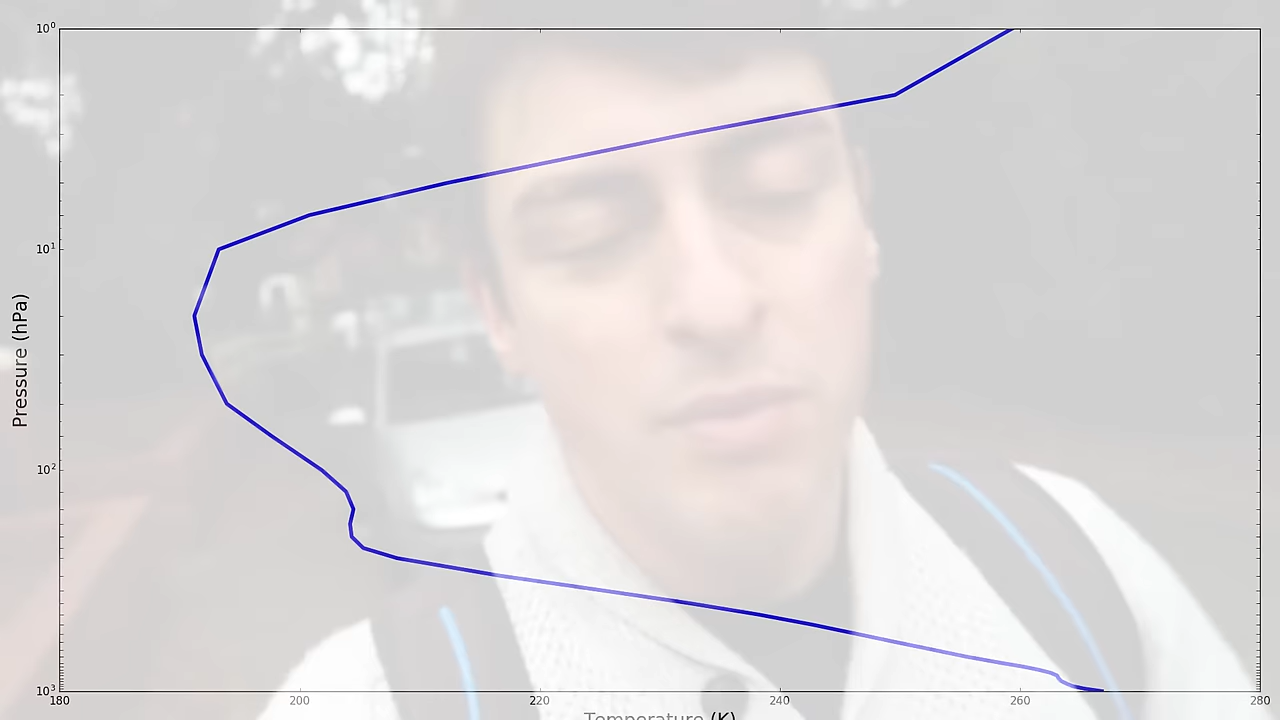 10⁰
10¹
Pressure (hPa)
10²
10³
180 200 220 240 260 280
Temperature (K)